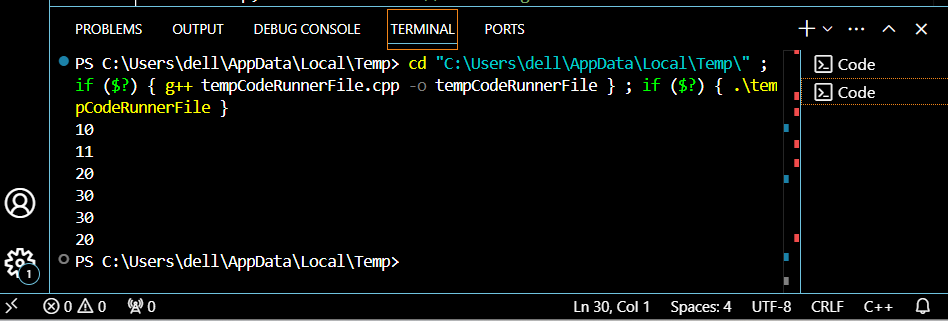 PROBLEMS OUTPUT DEBUG CONSOLE TERMINAL PORTS
PS C:\Users\dell\AppData\Local\Temp> cd "C:\Users\dell\AppData\Local\Temp\" ;
if ($?) { g++ tempCodeRunnerFile.cpp -o tempCodeRunnerFile } ; if ($?) { .\tem
pCodeRunnerFile }
10
11
20
30
30
20
PS C:\Users\dell\AppData\Local\Temp>
Code
Code
1
0 0 0 Ln 30, Col 1 Spaces: 4 UTF-8 CRLF C++